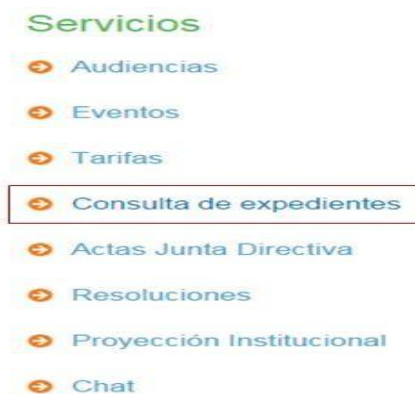 Servicios
Audiencias
Eventos
Tarifas
Consulta de expedientes
Actas Junta Directiva
Resoluciones
Proyección Institucional
Chat